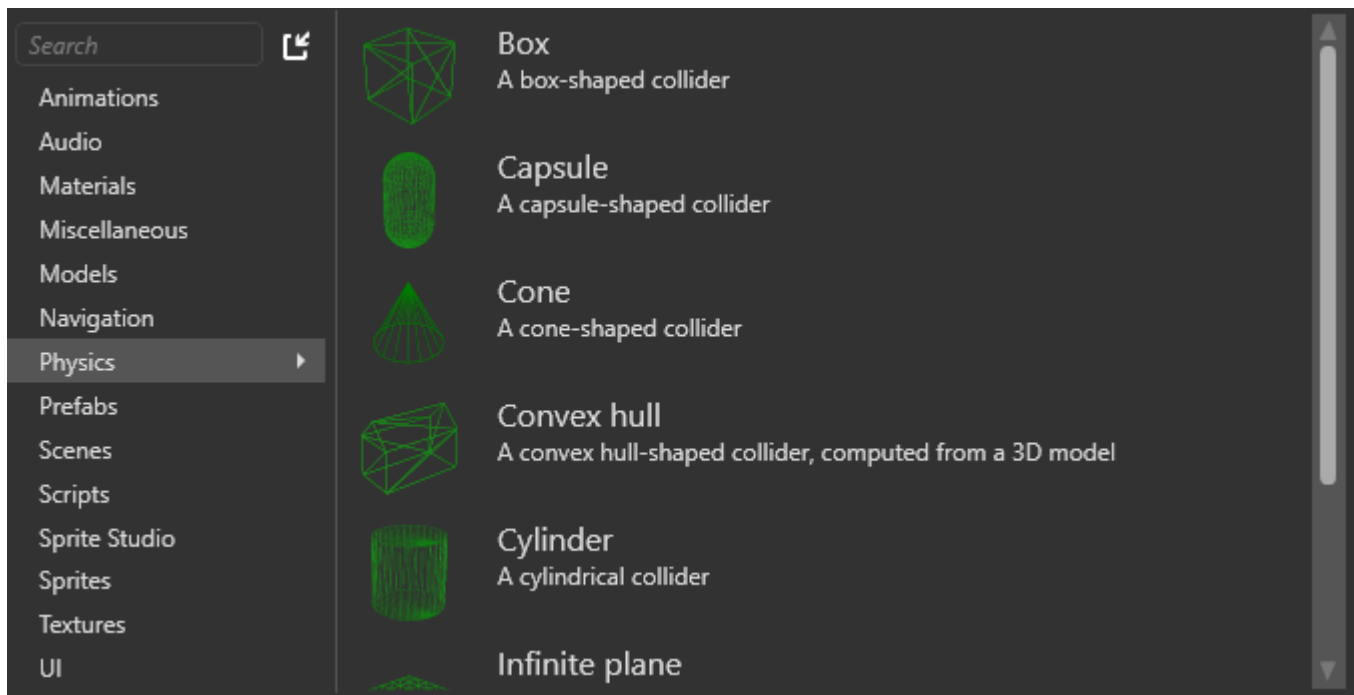 Search
Animations
Audio
Materials
Miscellaneous
Models
Navigation
Physics
Prefabs
Scenes
Scripts
Sprite Studio
Sprites
Textures
UI
Box
A box-shaped collider
Capsule
A capsule-shaped collider
Cone
A cone-shaped collider
Convex hull
A convex hull-shaped collider, computed from a 3D model
Cylinder
A cylindrical collider
Infinite plane